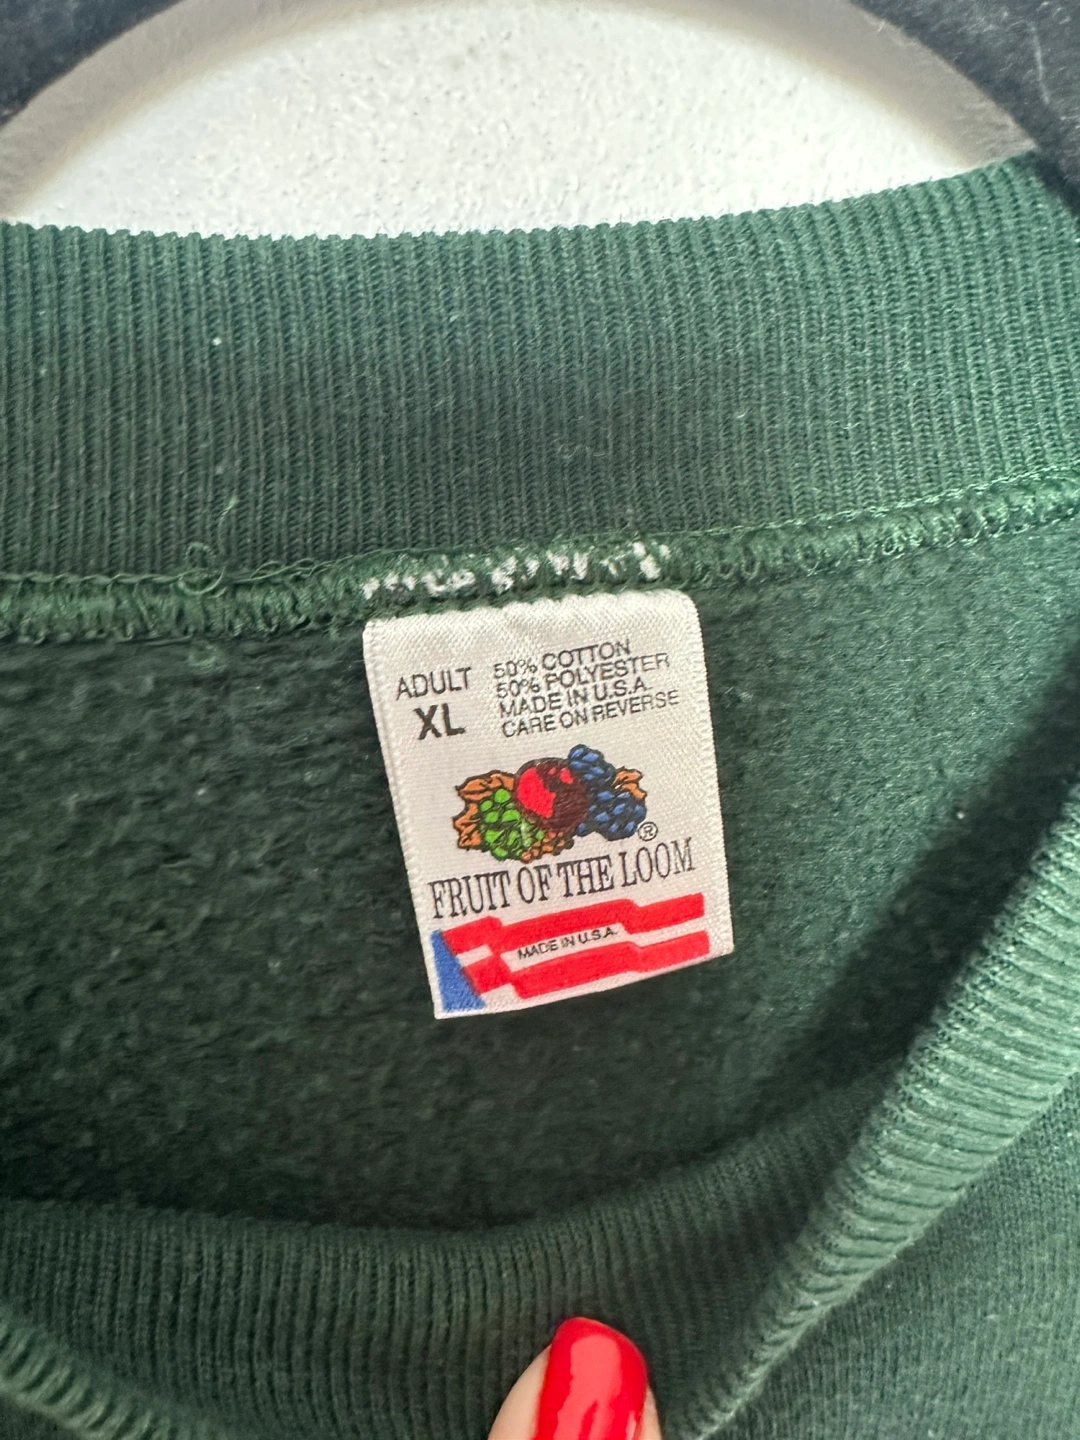 ADULT
XL
50% COTTON
50% POLYESTER
MADE IN U.S.A.
CARE ON REVERSE
®
FRUIT OF THE LOOM
MADE IN U.S.A.